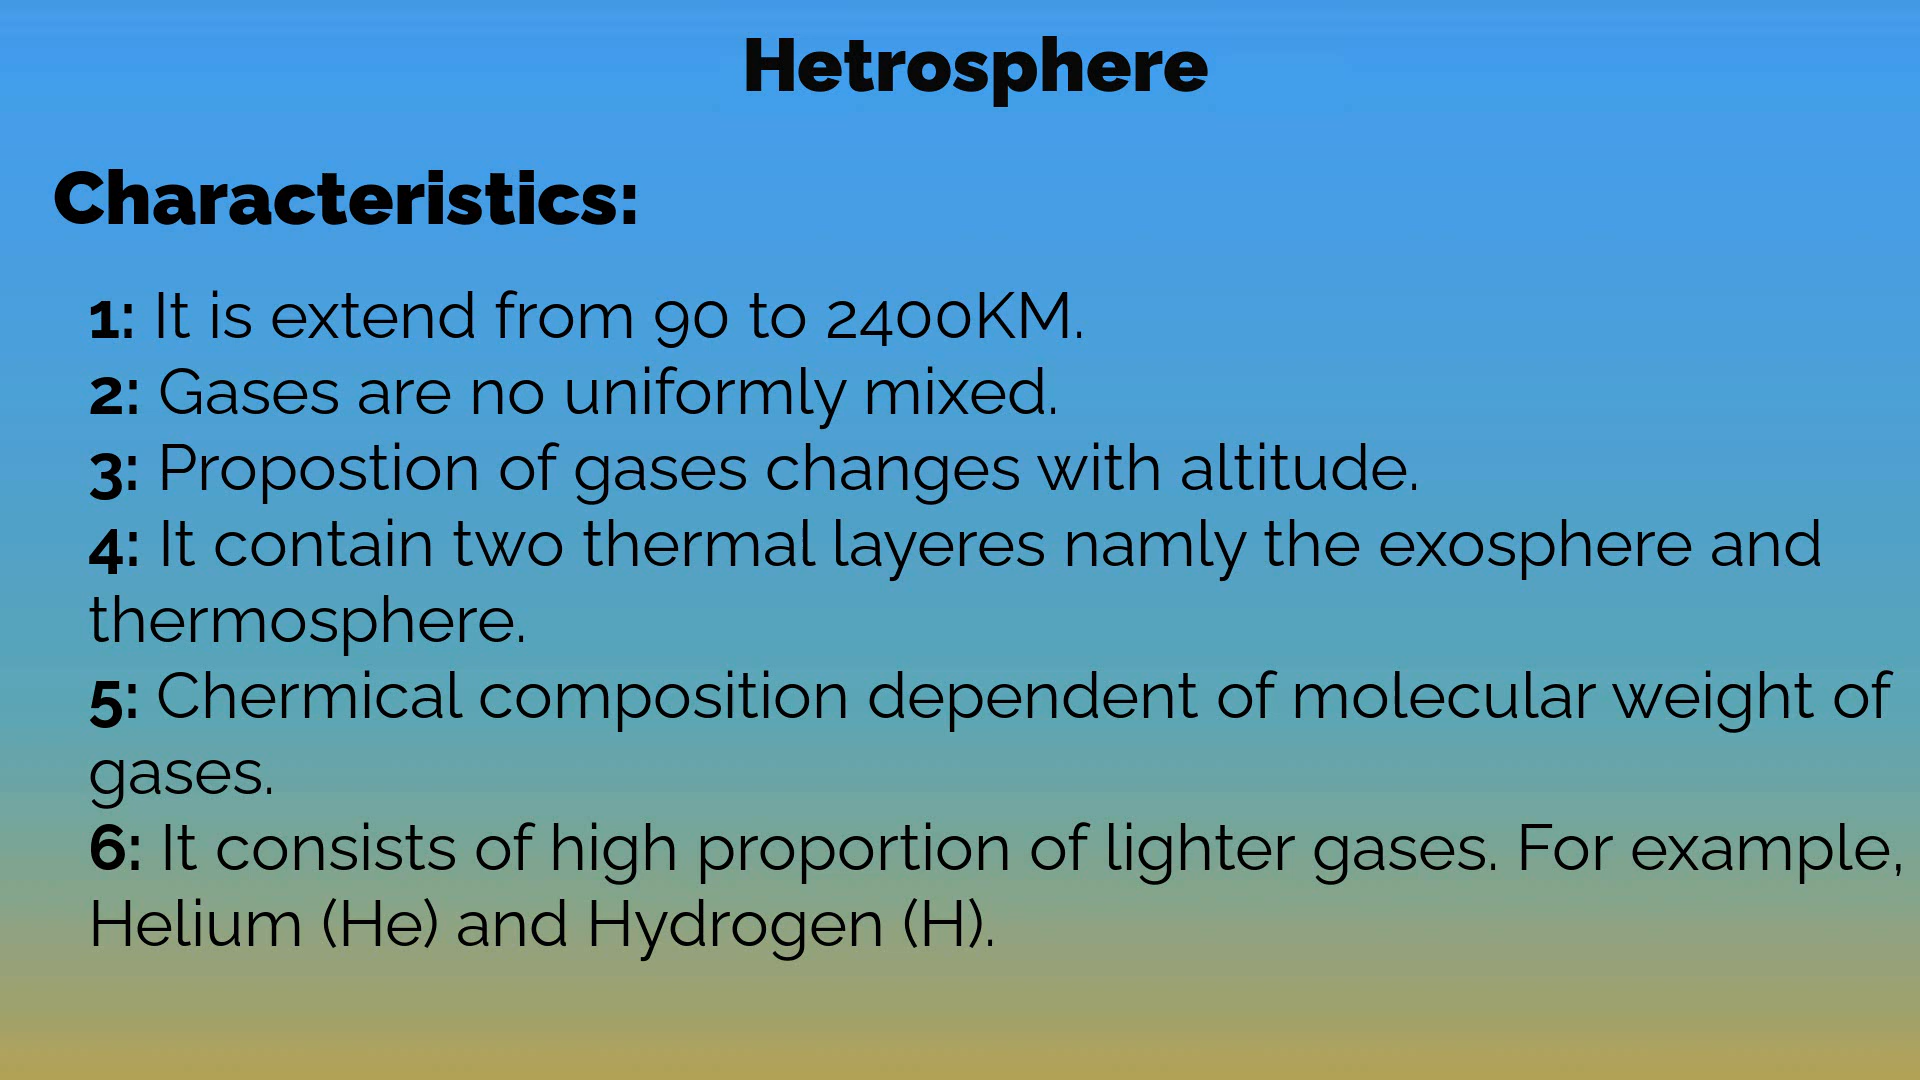 Hetrosphere
Characteristics:
1: It is extend from 90 to 2400KM.
2: Gases are no uniformly mixed.
3: Propostion of gases changes with altitude.
4: It contain two thermal layeres namly the exosphere and
thermosphere.
5: Chermical composition dependent of molecular weight of
gases.
6: It consists of high proportion of lighter gases. For example,
Helium (He) and Hydrogen (H).